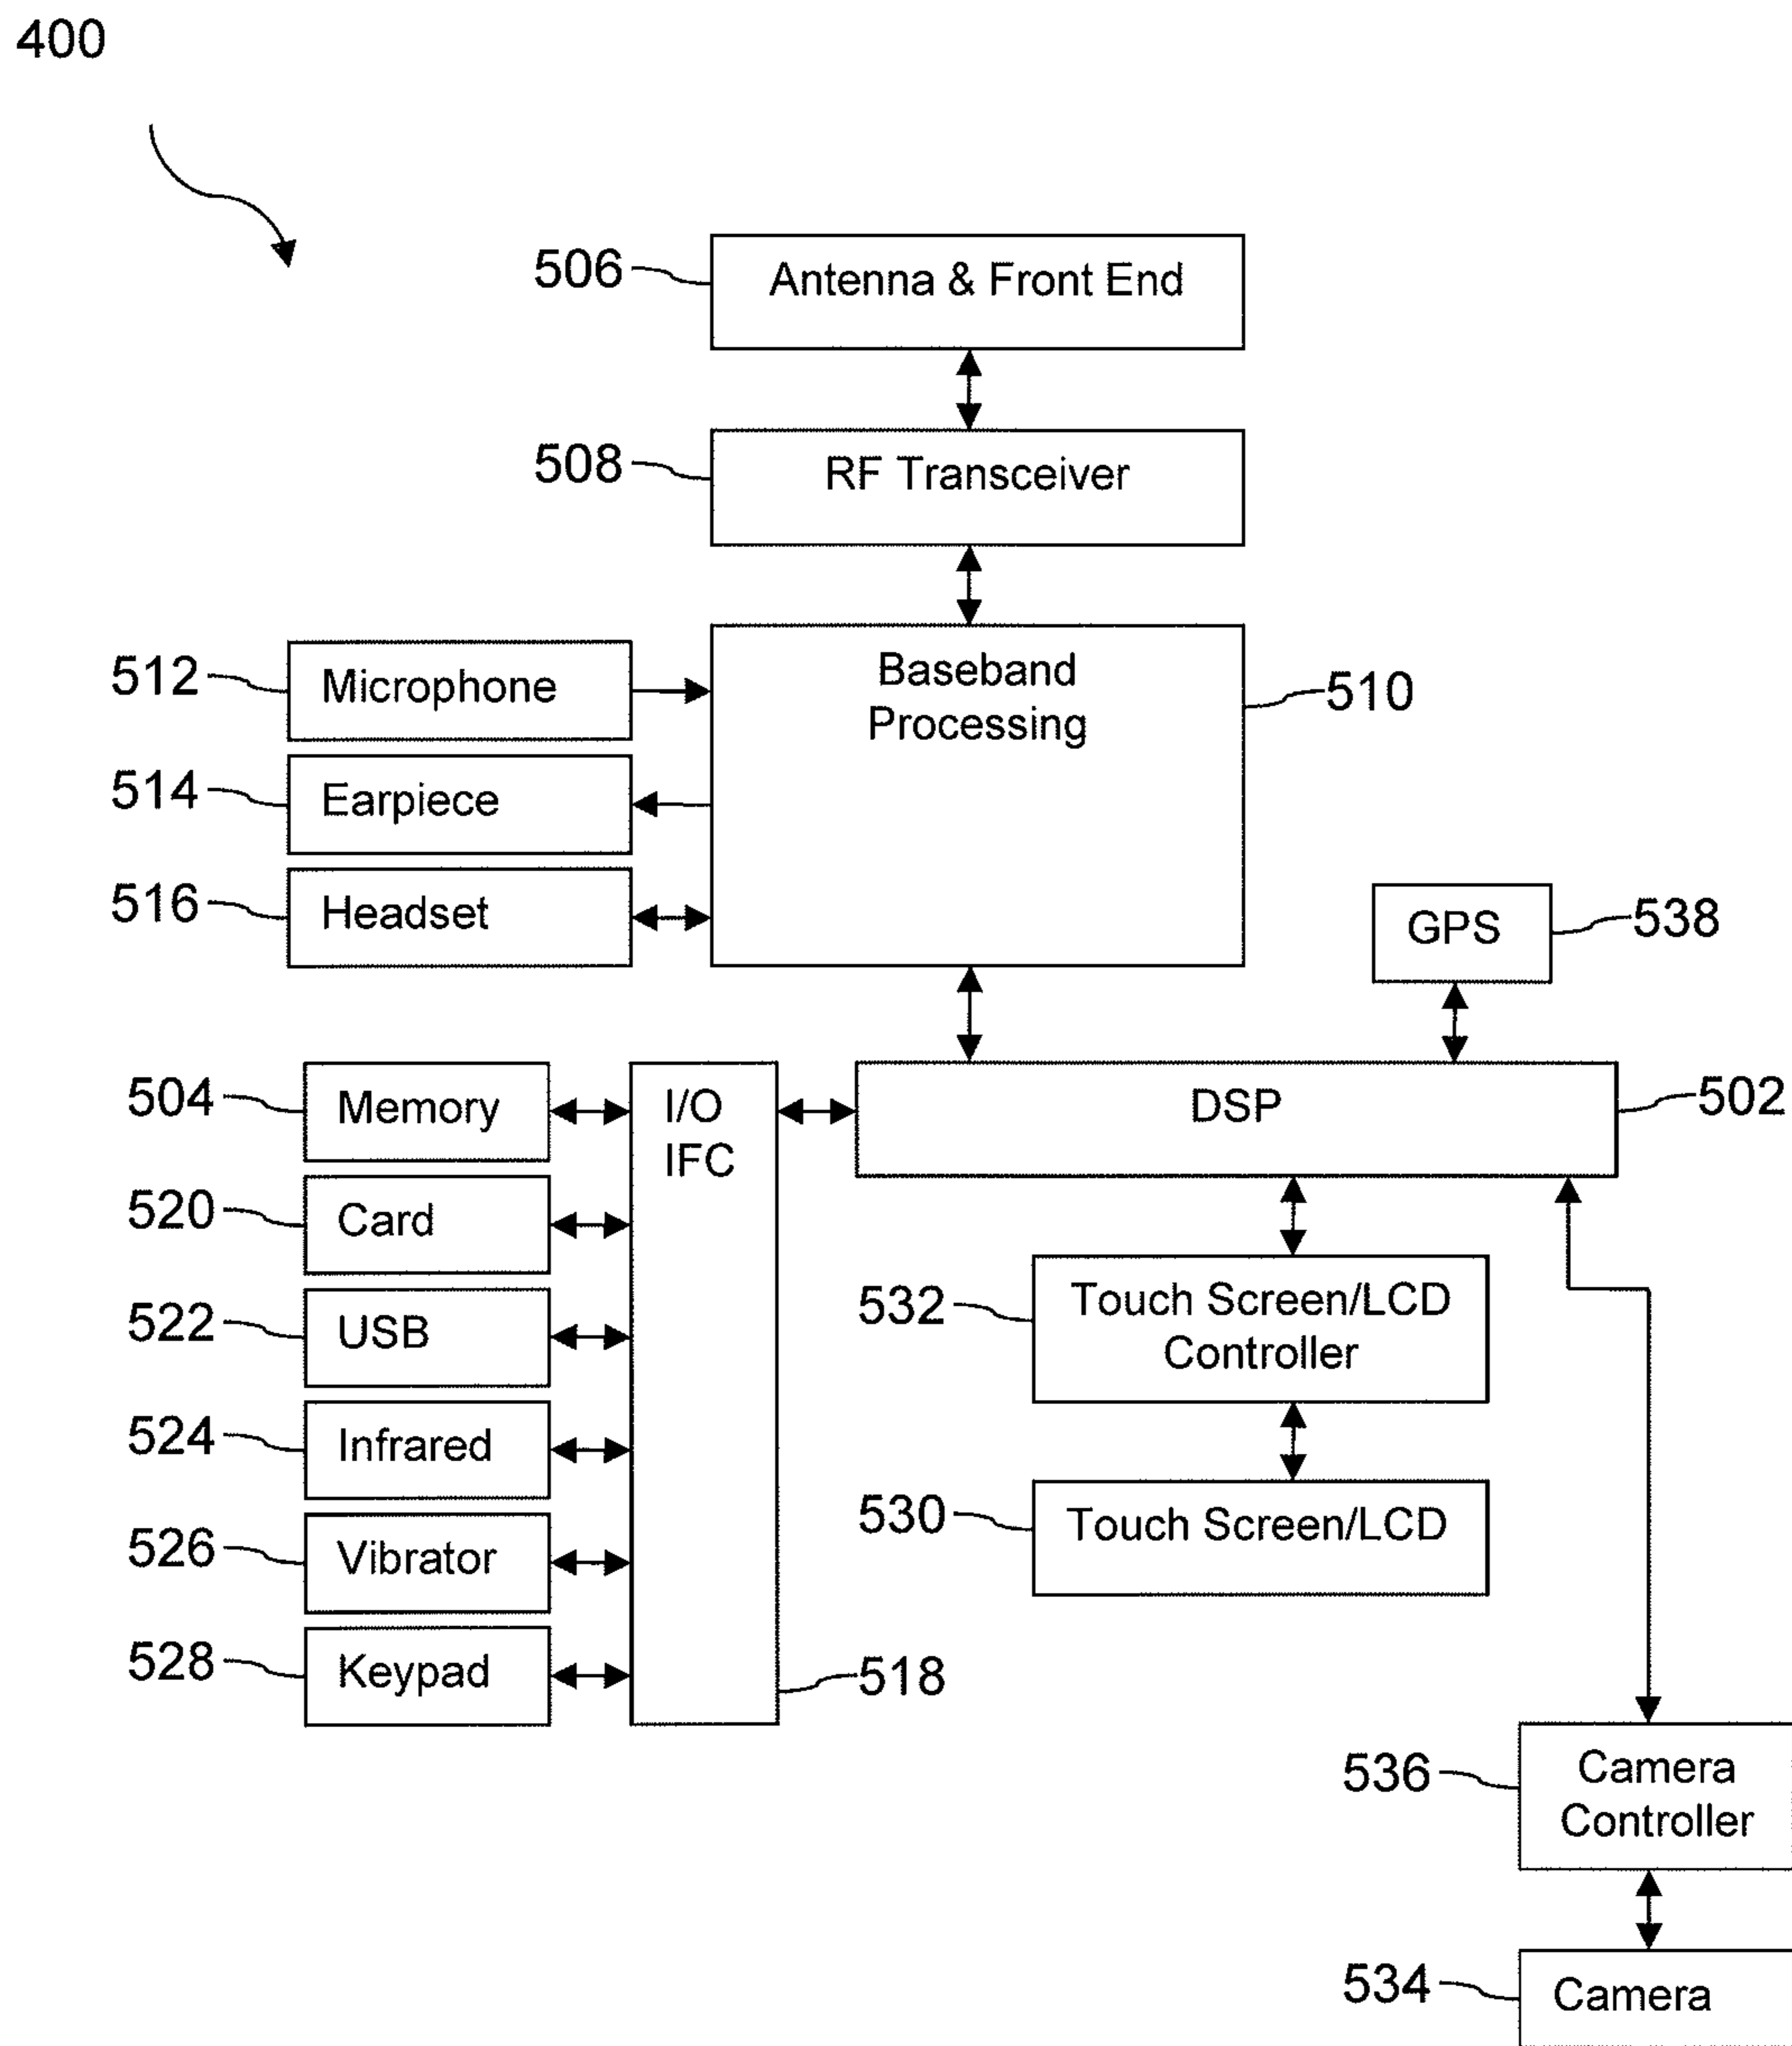 400
506
Antenna & Front End
508
RF Transceiver
512
Microphone
Baseband
Processing
510
514
Earpiece
516
Headset
GPS
538
504
Memory
I/O
IFC
DSP
502
520
Card
522
USB
532
Touch Screen/LCD
Controller
524
Infrared
530
Touch Screen/LCD
526
Vibrator
528
Keypad
518
536
Camera
Controller
534
Camera